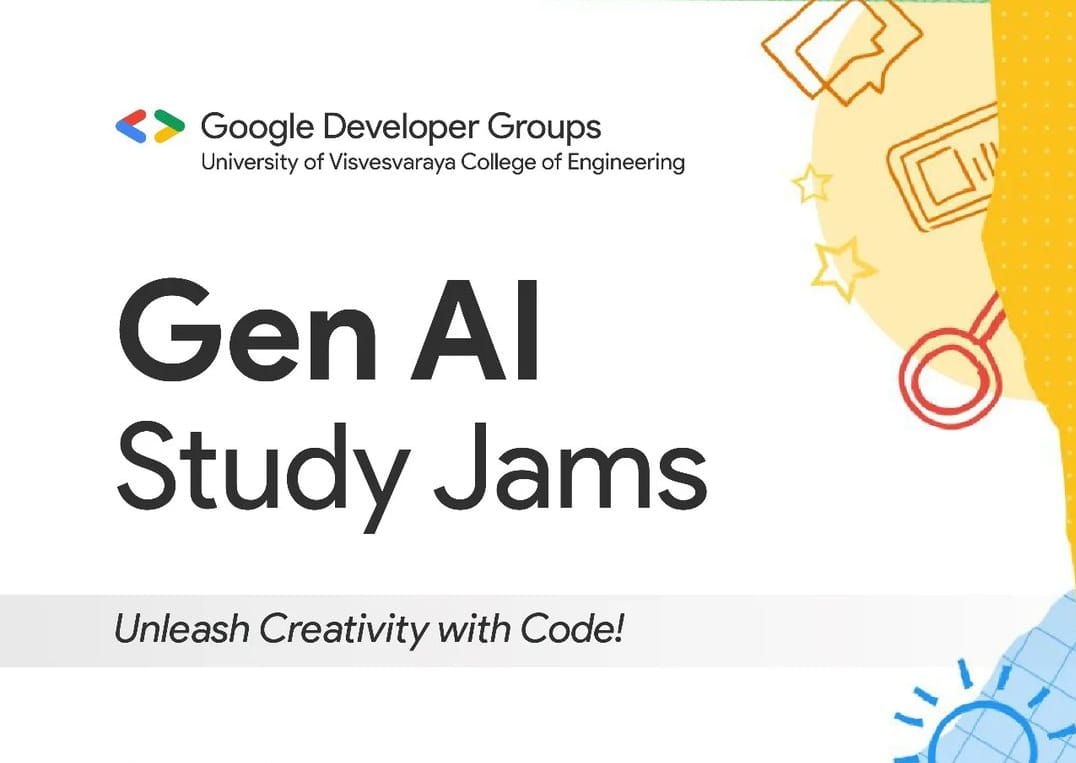 Google Developer Groups
University of Visvesvaraya College of Engineering
Gen AI
Study Jams
Unleash Creativity with Code!